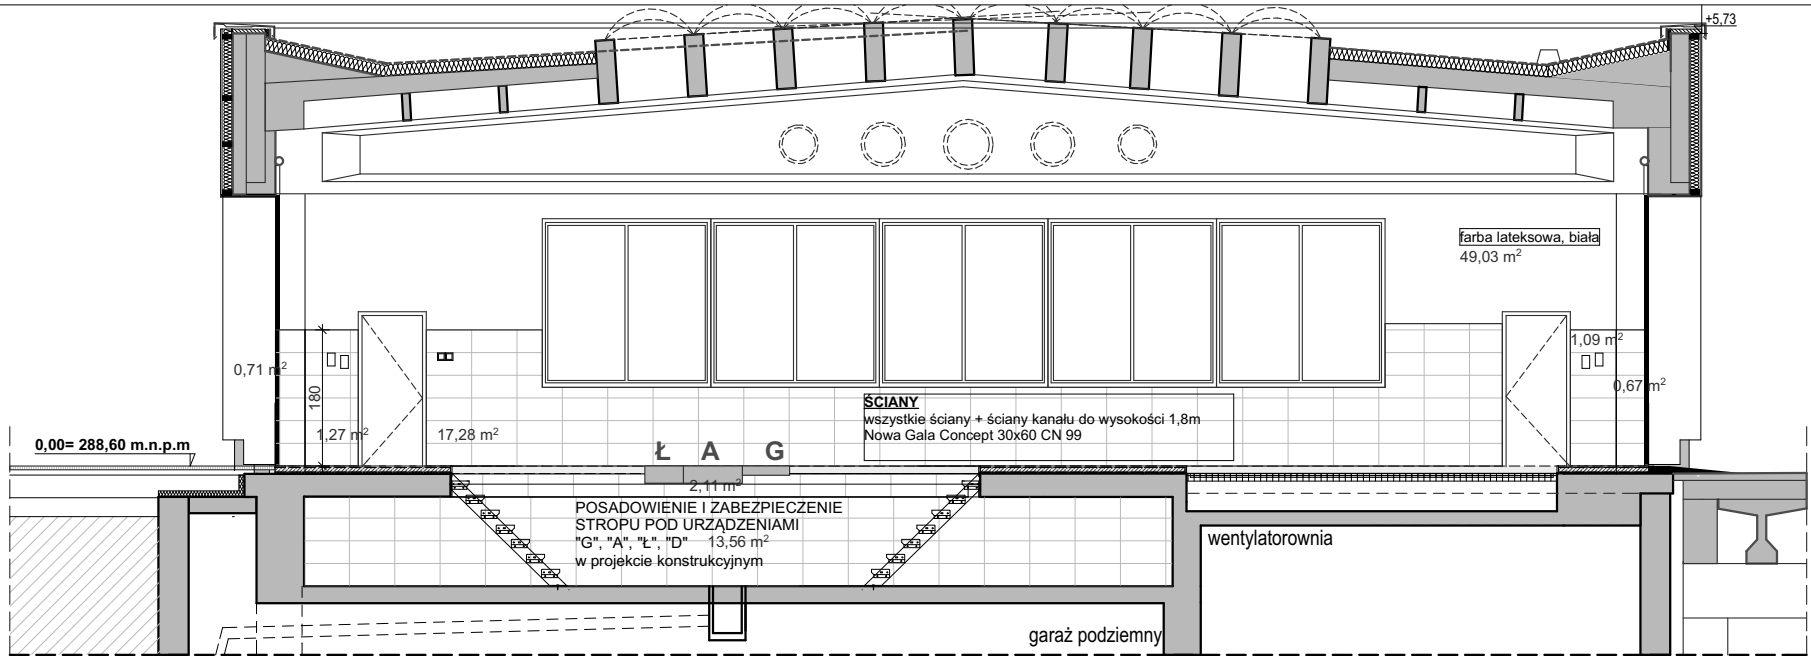 +5,73
farba lateksowa, biała
49,03 m²
1,09 m²
0,71 m²
0,67 m²
180
ŚCIANY
wszystkie ściany + ściany kanału do wysokości 1,8m
Nowa Gala Concept 30x60 CN 99
1,27 m²
17,28 m²
0,00= 288,60 m.n.p.m
Ł A G
2,11 m²
POSADOWIENIE I ZABEZPIECZENIE
STROPU POD URZĄDZENIAMI
"G", "A", "Ł", "D" 13,56 m²
w projekcie konstrukcyjnym
wentylatorownia
garaż podziemny